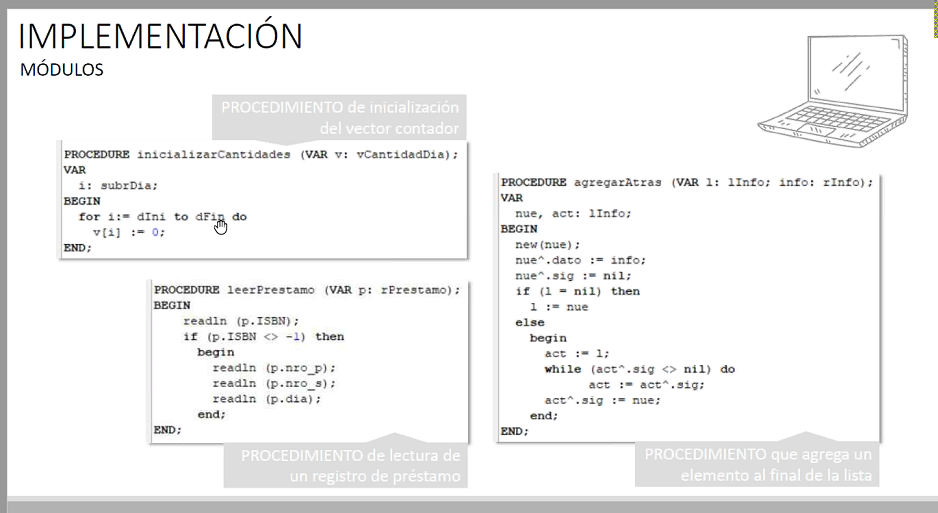 IMPLEMENTACIÓN
MÓDULOS
PROCEDIMIENTO de inicialización
del vector contador
PROCEDURE inicializarCantidades (VAR v: vCantidadDia);
VAR
i: subrDia;
BEGIN
for i:= dIni to dFin do
v[i] := 0;
END;
PROCEDURE leerPrestamo (VAR p: rPrestamo);
BEGIN
readln (p.ISBN);
if (p.ISBN <> -1) then
begin
readln (p.nro_p);
readln (p.nro_s);
readln (p.dia);
end;
END;
PROCEDIMIENTO de lectura de
un registro de préstamo
PROCEDURE agregarAtras (VAR l: lInfo; info: rInfo);
VAR
nue, act: lInfo;
BEGIN
new(nue);
nue^.dato := info;
nue^.sig := nil;
if (l = nil) then
l := nue
else
begin
act := l;
while (act^.sig <> nil) do
act := act^.sig;
act^.sig := nue;
end;
END;
PROCEDIMIENTO que agrega un
elemento al final de la lista